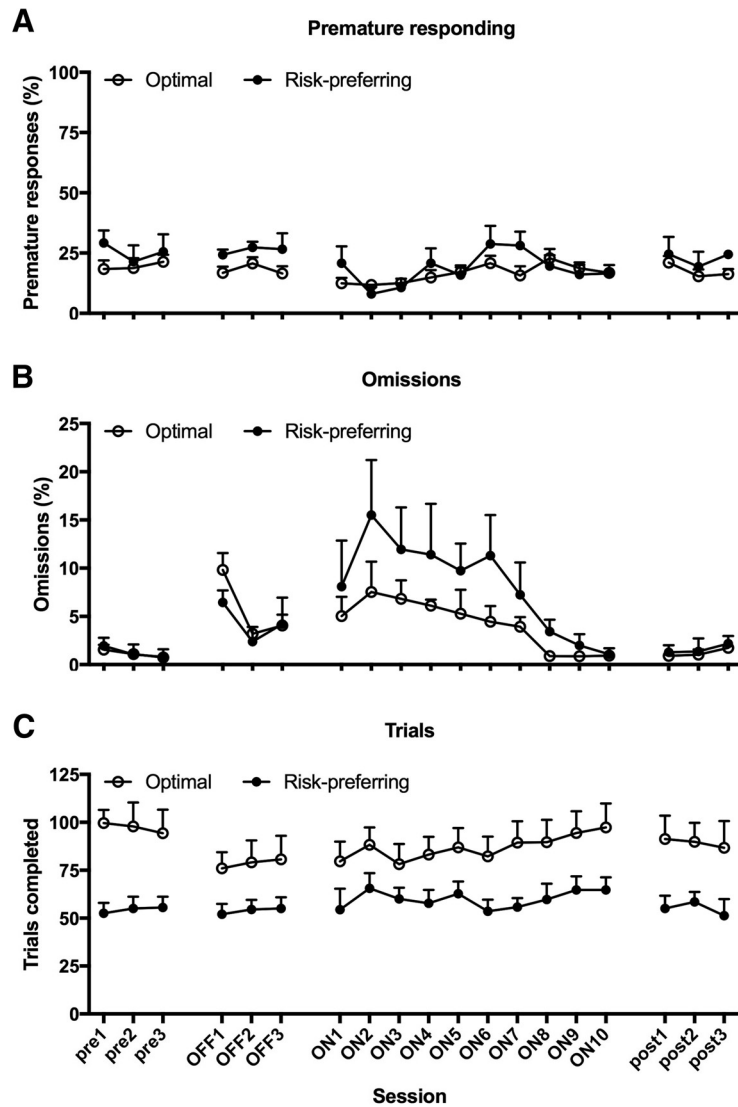 A
Premature responding
Optimal Risk-preferring
Premature responses (%)
100
75
50
25
0
B
Omissions
Optimal Risk-preferring
Omissions (%)
25
20
15
10
5
0
C
Trials
Optimal Risk-preferring
Trials completed
125
100
75
50
25
0
pre1 pre2 pre3 OFF1 OFF2 OFF3 ON1 ON2 ON3 ON4 ON5 ON6 ON7 ON8 ON9 ON10 post1 post2 post3
Session